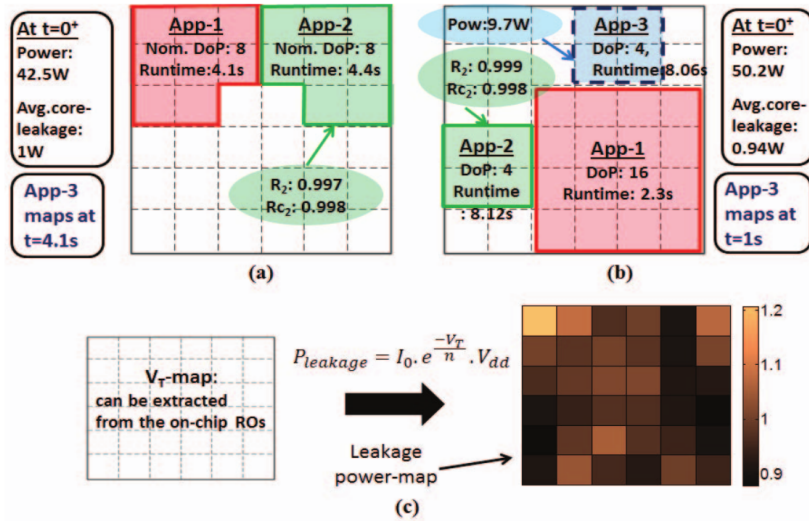 At t=0⁺
Power:
42.5W
Avg.core-
leakage:
1W
App-3
maps at
t=4.1s
App-1
Nom. DoP: 8
Runtime:4.1s
App-2
Nom. DoP: 8
Runtime: 4.4s
R₂: 0.997
Rc₂: 0.998
(a)
Pow:9.7W
R₂: 0.999
Rc₂: 0.998
App-3
DoP: 4,
Runtime:8.06s
App-2
DoP: 4
Runtime
: 8.12s
App-1
DoP: 16
Runtime: 2.3s
(b)
At t=0⁺
Power:
50.2W
Avg.core-
leakage:
0.94W
App-3
maps at
t=1s
V_T-map:
can be extracted
from the on-chip ROs
P_leakage = I₀. e^(-V_T/n) . V_dd
Leakage
power-map
1.2
1.1
1
0.9
(c)